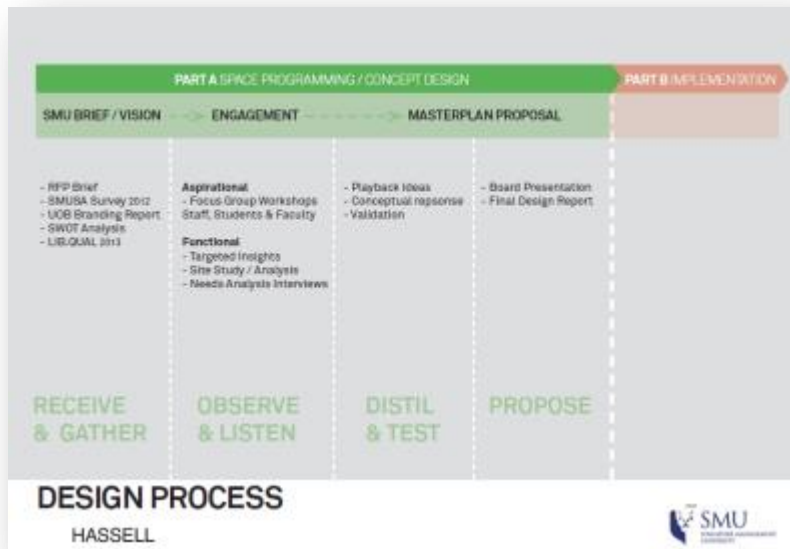 PART A SPACE PROGRAMMING / CONCEPT DESIGN
PART B IMPLEMENTATION
SMU BRIEF / VISION
ENGAGEMENT
MASTERPLAN PROPOSAL
- RFP Brief
- SMUSA Survey 2012
- UOB Branding Report
- SWOT Analysis
- LIB.QUAL 2013
Aspirational
- Focus Group Workshops
Staff, Students & Faculty
Functional
- Targeted Insights
- Site Study / Analysis
- Needs Analysis Interviews
- Playback Ideas
- Conceptual repsonse
- Validation
- Board Presentation
- Final Design Report
RECEIVE
& GATHER
OBSERVE
& LISTEN
DISTIL
& TEST
PROPOSE
DESIGN PROCESS
HASSELL
SMU
SINGAPORE MANAGEMENT
UNIVERSITY